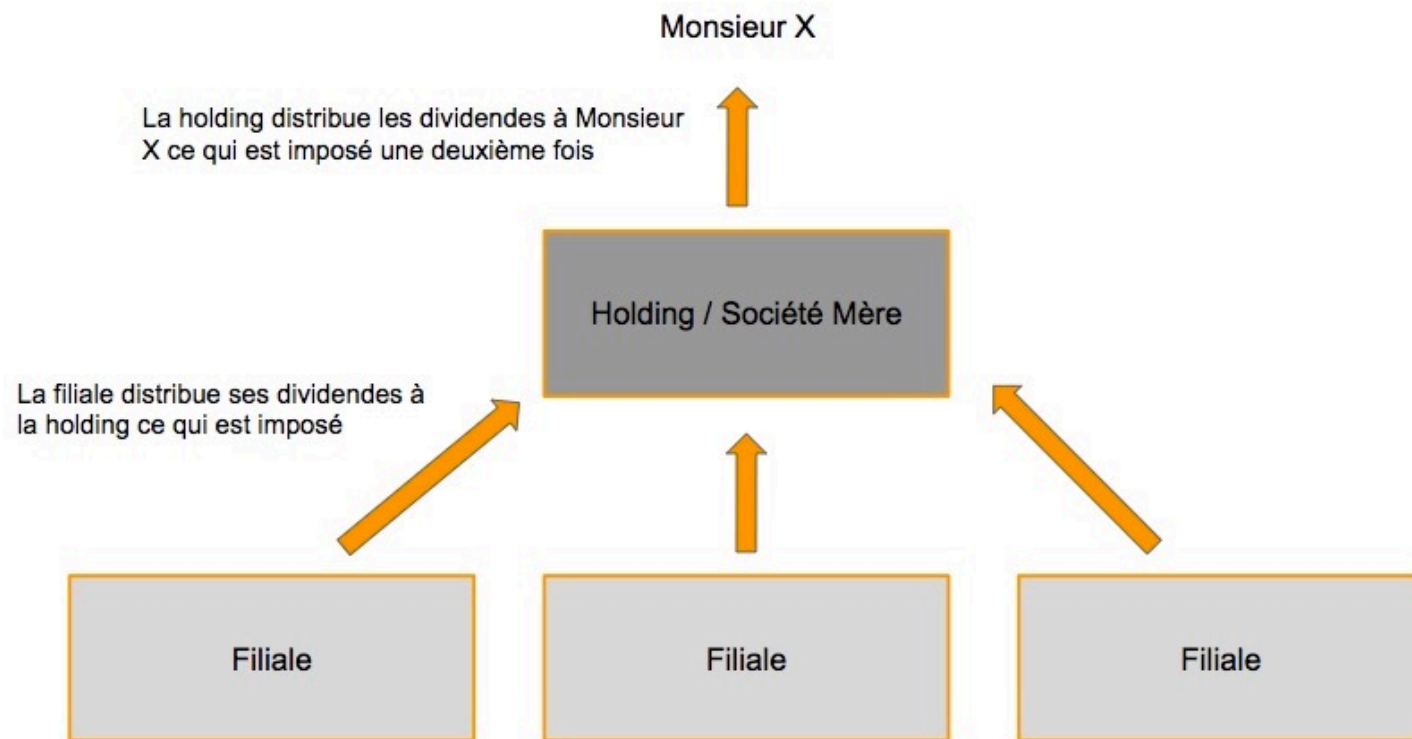 Monsieur X
La holding distribue les dividendes à Monsieur
X ce qui est imposé une deuxième fois
Holding / Société Mère
La filiale distribue ses dividendes à
la holding ce qui est imposé
Filiale
Filiale
Filiale